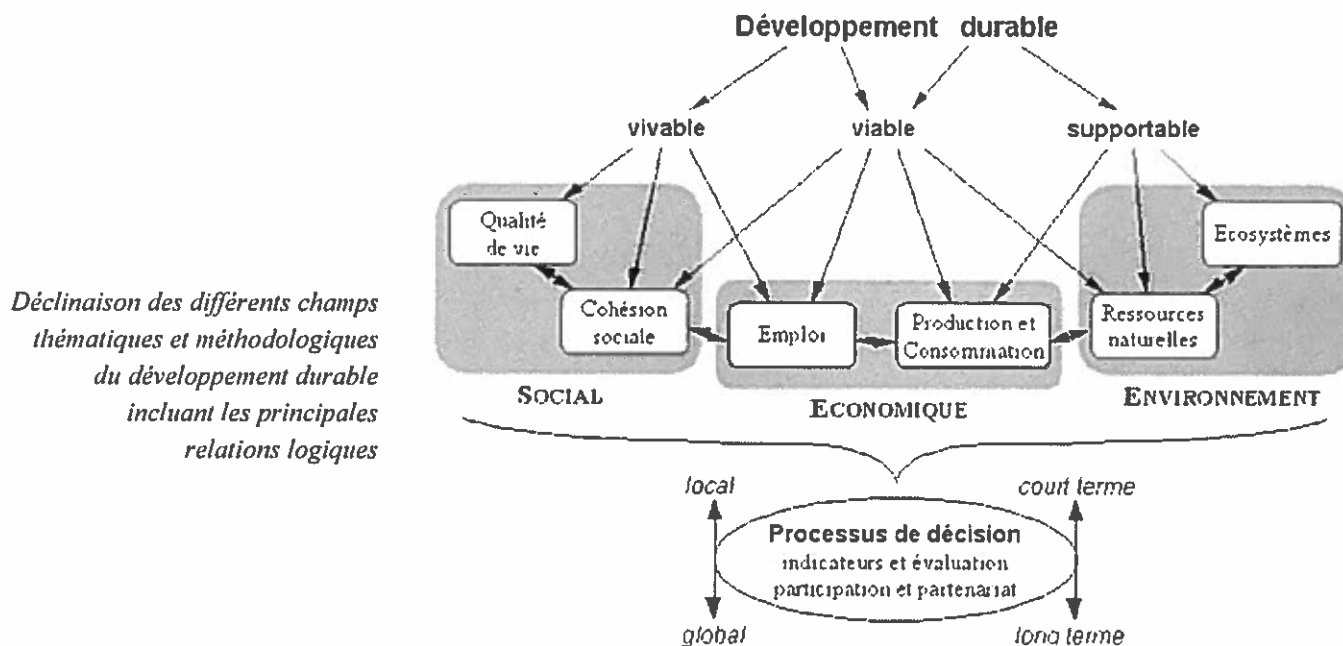 Développement durable
vivable
viable
supportable
Qualité
de vie
Ecosystèmes
Déclinaison des différents champs
thématiques et méthodologiques
du développement durable
incluant les principales
relations logiques
Cohésion
sociale
Emploi
Production et
Consommation
Ressources
naturelles
SOCIAL
ECONOMIQUE
ENVIRONNEMENT
local
court terme
Processus de décision
indicateurs et évaluation
participation et partenariat
global
long terme